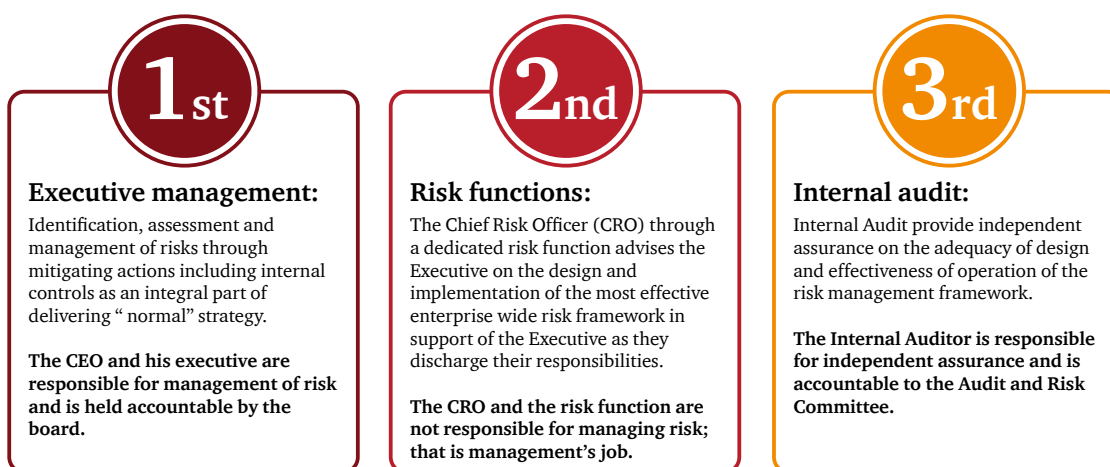 1st
Executive management:
Identification, assessment and
management of risks through
mitigating actions including internal
controls as an integral part of
delivering “ normal” strategy.
The CEO and his executive are
responsible for management of risk
and is held accountable by the
board.
2nd
Risk functions:
The Chief Risk Officer (CRO) through
a dedicated risk function advises the
Executive on the design and
implementation of the most effective
enterprise wide risk framework in
support of the Executive as they
discharge their responsibilities.
The CRO and the risk function are
not responsible for managing risk;
that is management’s job.
3rd
Internal audit:
Internal Audit provide independent
assurance on the adequacy of design
and effectiveness of operation of the
risk management framework.
The Internal Auditor is responsible
for independent assurance and is
accountable to the Audit and Risk
Committee.